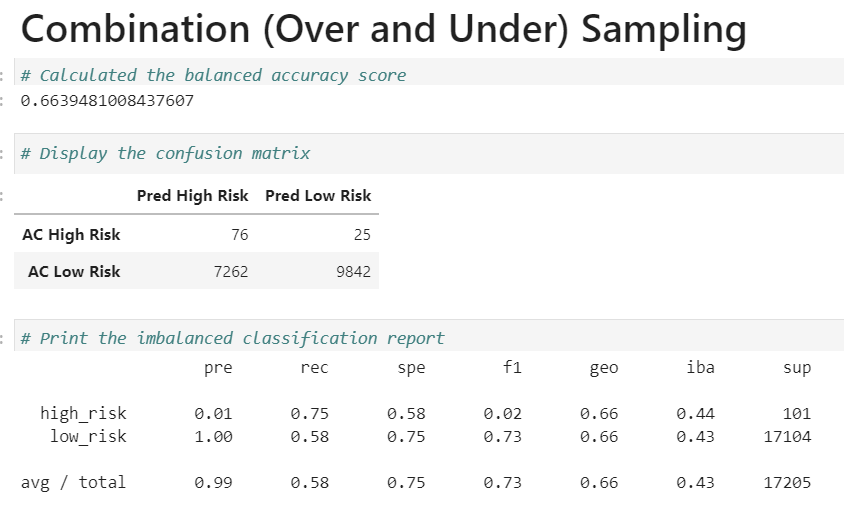 Combination (Over and Under) Sampling
: # Calculated the balanced accuracy score
: 0.6639481008437607
: # Display the confusion matrix
: Pred High Risk Pred Low Risk
AC High Risk 76 25
AC Low Risk 7262 9842
: # Print the imbalanced classification report
pre rec spe f1 geo iba sup
high_risk 0.01 0.75 0.58 0.02 0.66 0.44 101
low_risk 1.00 0.58 0.75 0.73 0.66 0.43 17104
avg / total 0.99 0.58 0.75 0.73 0.66 0.43 17205